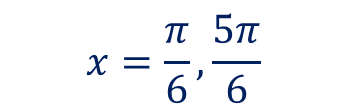 x = π/6, 5π/6